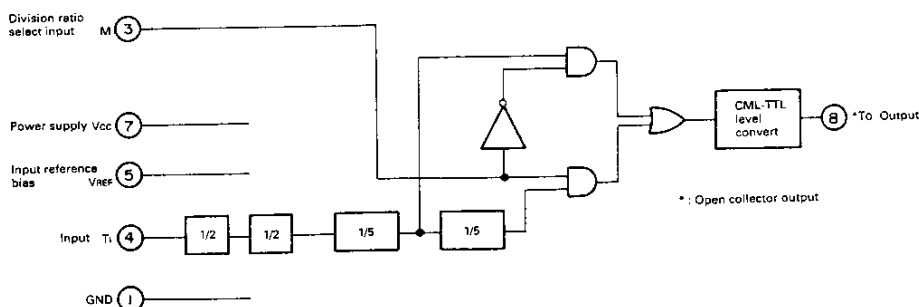 Division ratio
select input M 3
Power supply Vcc 7
Input reference
bias VREF 5
Input Ti 4
GND 1
1/2
1/2
1/5
1/5
CML-TTL
level
convert
8 *To Output
* : Open collector output